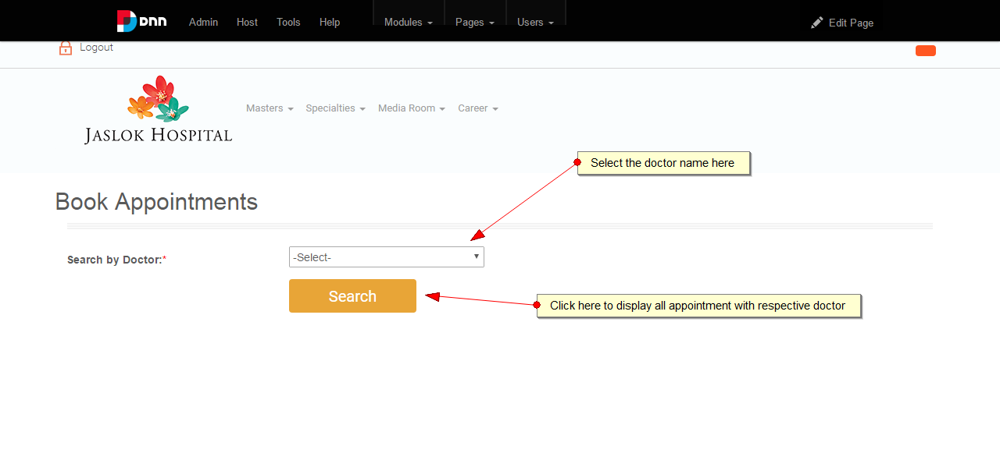 DNN Admin Host Tools Help Modules Pages Users Edit Page
Logout
Masters Specialties Media Room Career
JASLOK HOSPITAL
Select the doctor name here
Book Appointments
Search by Doctor:* -Select-
Search
Click here to display all appointment with respective doctor